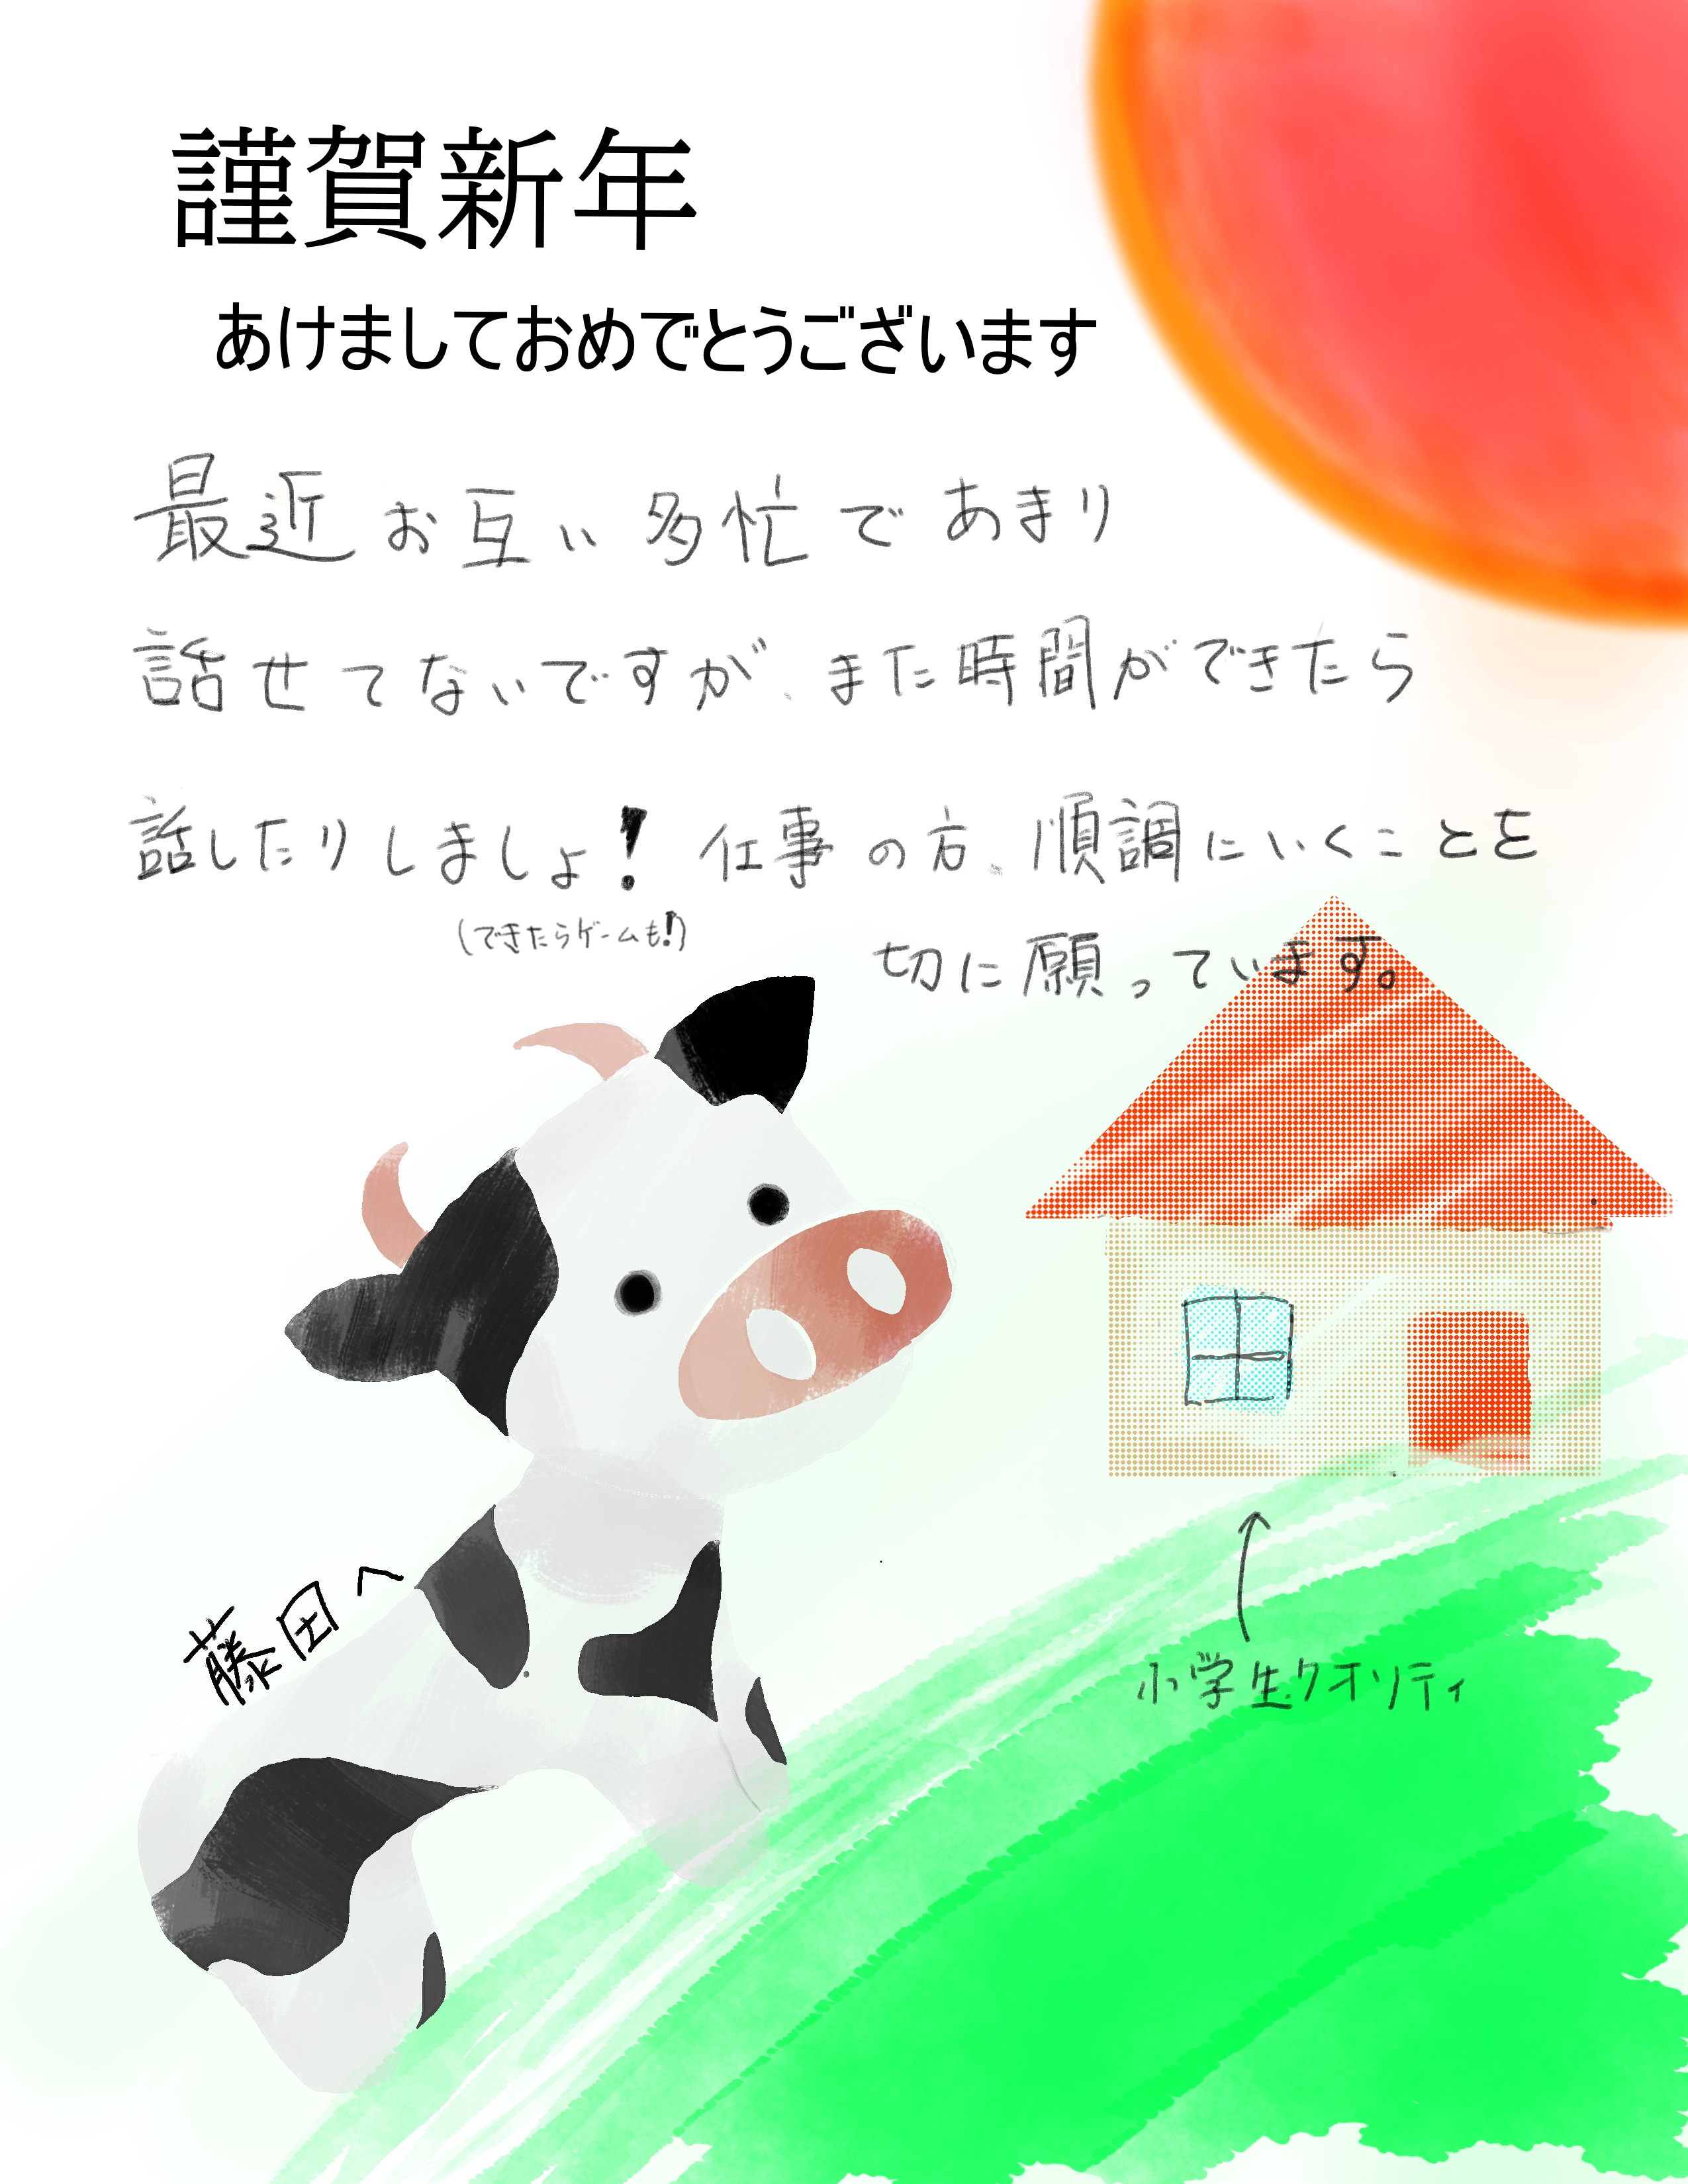 謹賀新年
あけましておめでとうございます
最近お互い多忙であまり
話せてないですが、また時間ができたら
話したりしましょ!仕事の方、順調にいくことを
(できたらゲームも!)
切に願っています。
藤田へ
小学生クオリティ